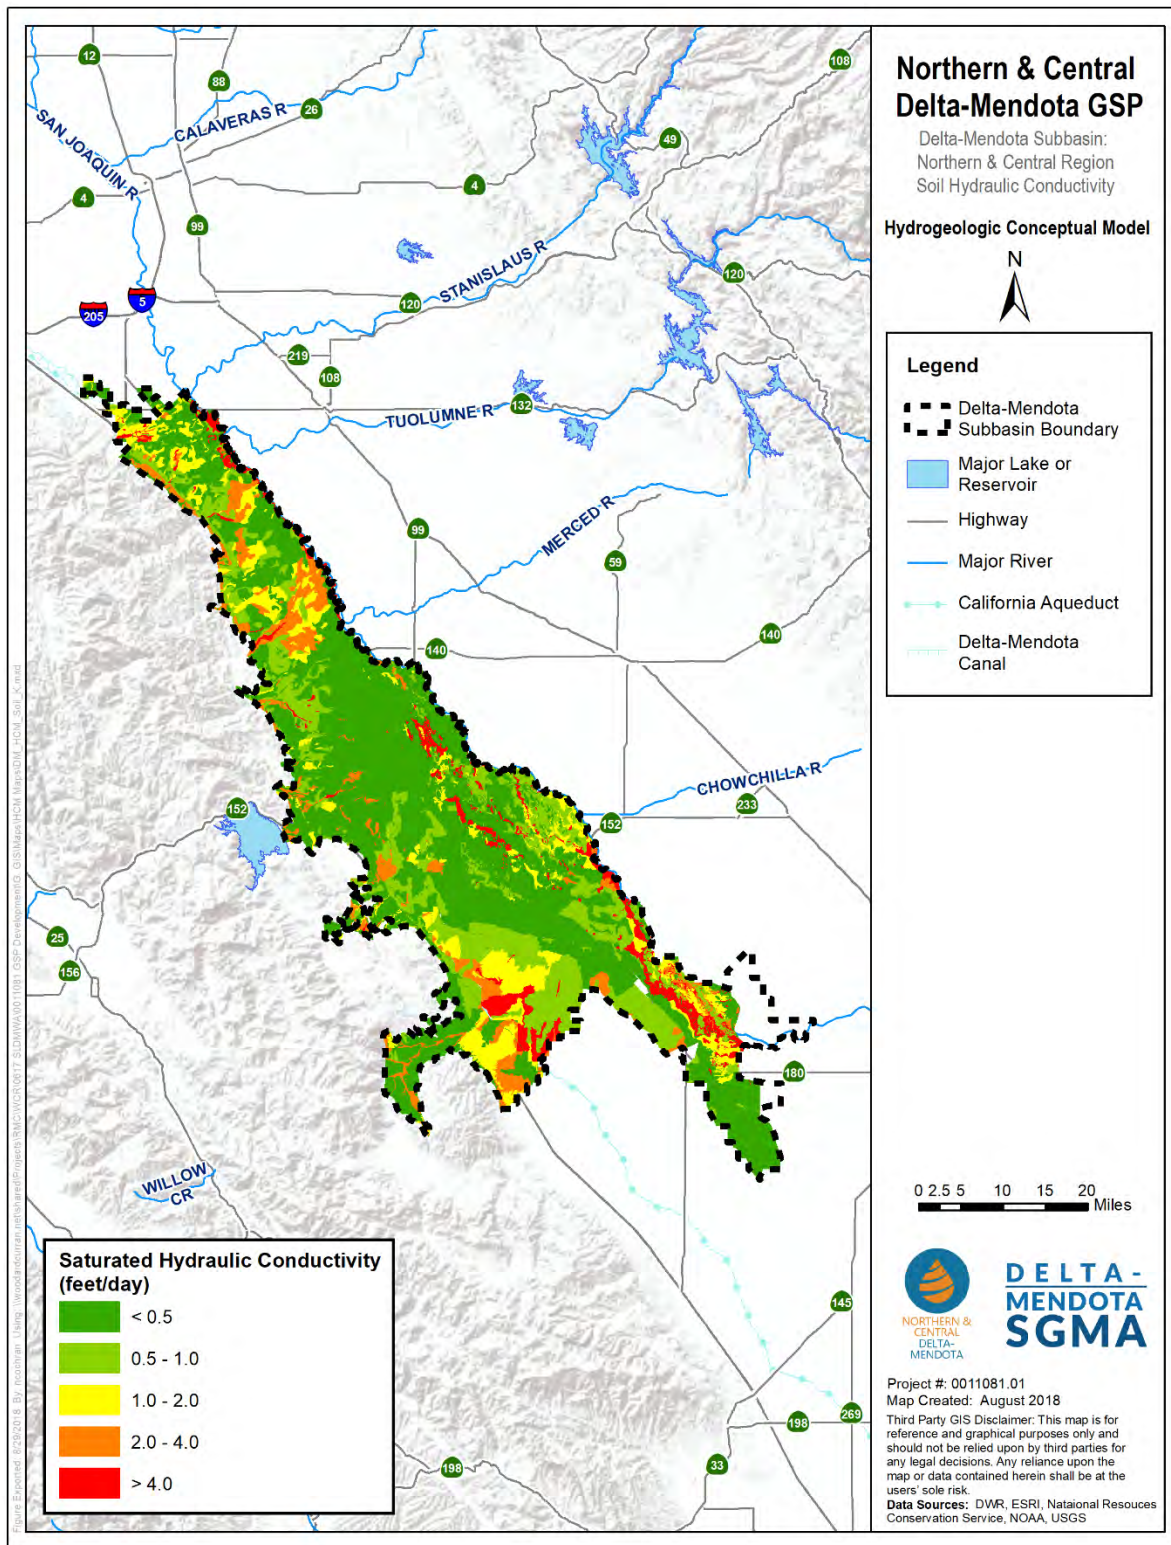 Northern & Central
Delta-Mendota GSP
Delta-Mendota Subbasin:
Northern & Central Region
Soil Hydraulic Conductivity
Hydrogeologic Conceptual Model
N
Legend
Delta-Mendota
Subbasin Boundary
Major Lake or
Reservoir
Highway
Major River
California Aqueduct
Delta-Mendota
Canal
0 2.5 5 10 15 20
Miles
NORTHERN &
CENTRAL
DELTA-
MENDOTA
DELTA-
MENDOTA
SGMA
Project #: 0011081.01
Map Created: August 2018
Third Party GIS Disclaimer: This map is for
reference and graphical purposes only and
should not be relied upon by third parties for
any legal decisions. Any reliance upon the
map or data contained herein shall be at the
users' sole risk.
Data Sources: DWR, ESRI, Nataional Resouces
Conservation Service, NOAA, USGS
12
88
26
108
49
4
4
99
SAN JOAQUIN R
CALAVERAS R
STANISLAUS R
120
120
5
205
219
108
132
TUOLUMNE R
MERCED R
99
59
140
140
CHOWCHILLA R
233
152
152
25
156
180
WILLOW
CR
145
198
269
33
198
Saturated Hydraulic Conductivity
(feet/day)
< 0.5
0.5 - 1.0
1.0 - 2.0
2.0 - 4.0
> 4.0